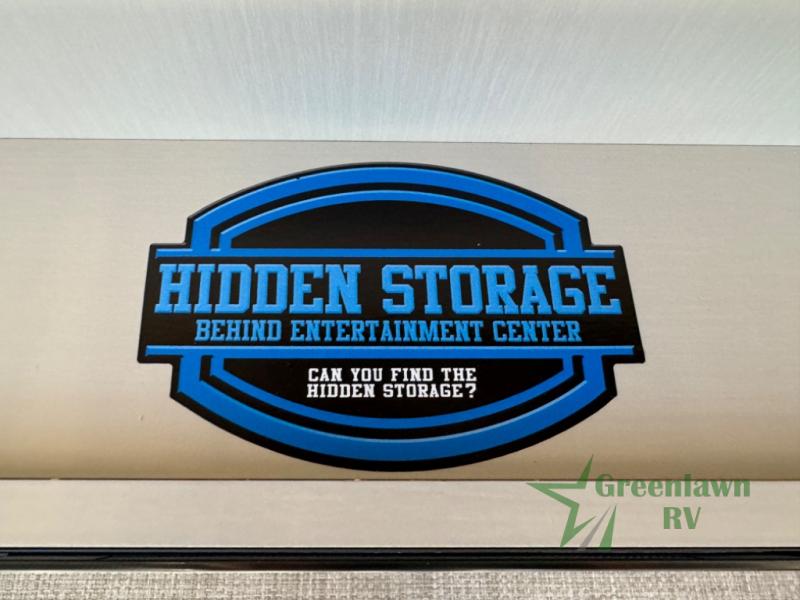 HIDDEN STORAGE
BEHIND ENTERTAINMENT CENTER
CAN YOU FIND THE
HIDDEN STORAGE?
Greenlawn
RV